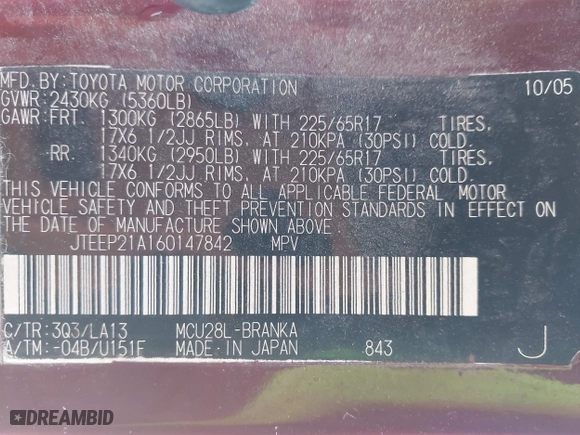 MFD.BY:TOYOTA MOTOR CORPORATION 10/05
GVWR:2430KG (5360LB)
GAWR:FRT. 1300KG (2865LB) WITH 225/65R17 TIRES,
17X6 1/2JJ RIMS, AT 210KPA (30PSI) COLD.
RR. 1340KG (2950LB) WITH 225/65R17 TIRES,
17X6 1/2JJ RIMS, AT 210KPA (30PSI) COLD.
THIS VEHICLE CONFORMS TO ALL APPLICABLE FEDERAL MOTOR
VEHICLE SAFETY AND THEFT PREVENTION STANDARDS IN EFFECT ON
THE DATE OF MANUFACTURE SHOWN ABOVE.
JTEEP21A160147842 MPV
C/TR:3Q3/LA13 MCU28L-BRANKA
A/TM:-04B/U151F MADE·IN·JAPAN 843 J
DREAMBID